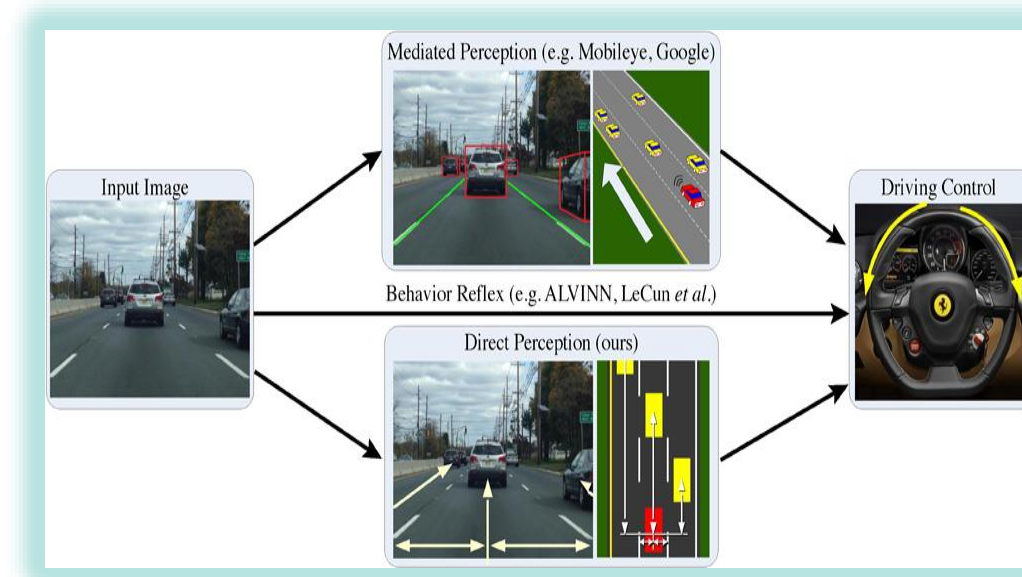 Mediated Perception (e.g. Mobileye, Google)
Input Image
Driving Control
Behavior Reflex (e.g. ALVINN, LeCun et al.)
Direct Perception (ours)